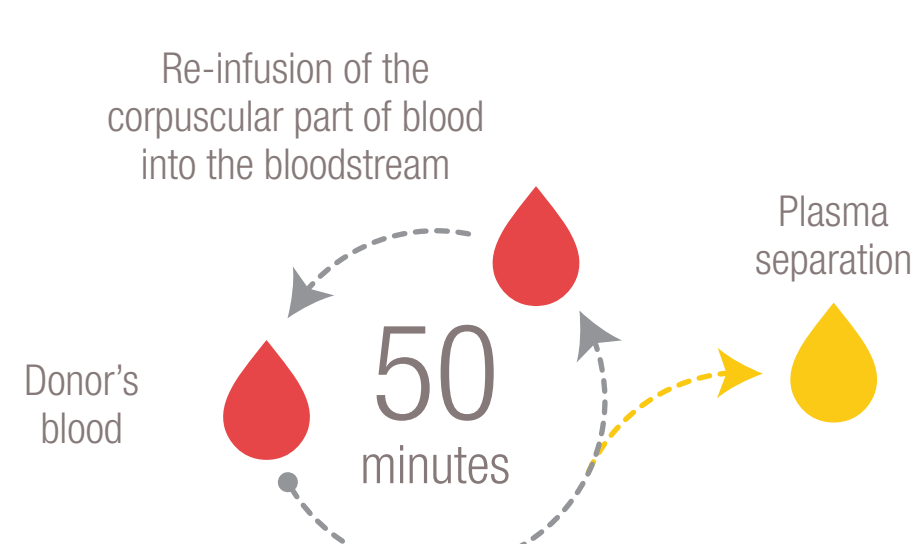 Re-infusion of the
corpuscular part of blood
into the bloodstream
Plasma
separation
Donor's
blood
50
minutes